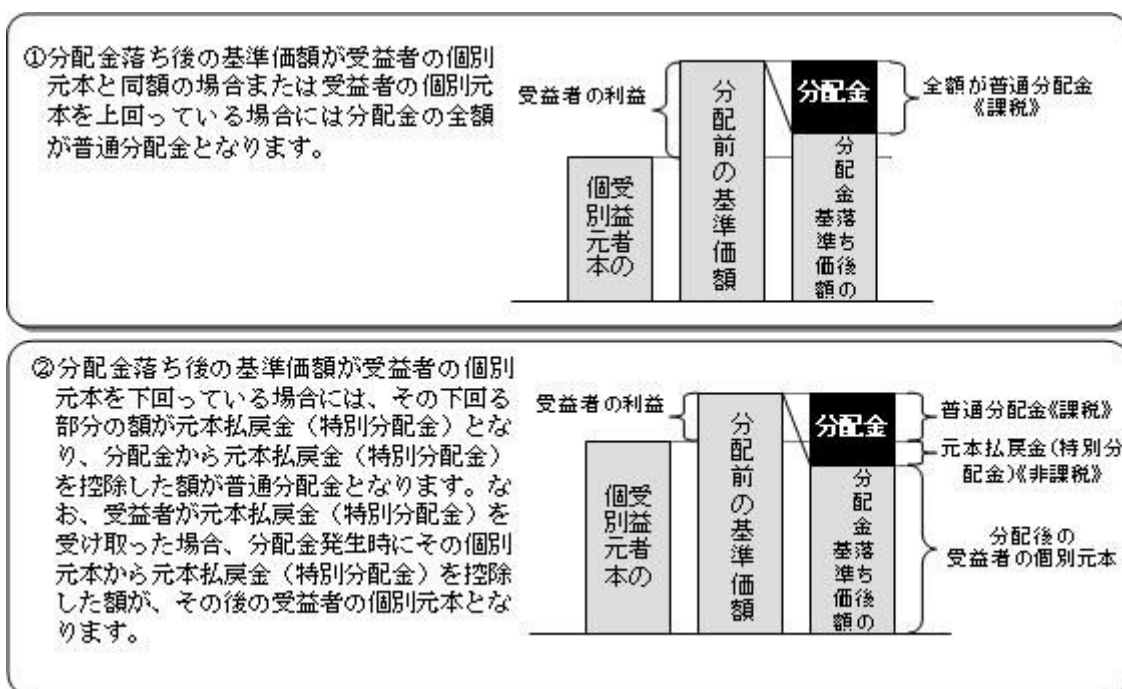 ①分配金落ち後の基準価額が受益者の個別
元本と同額の場合または受益者の個別元
本を上回っている場合には分配金の全額
が普通分配金となります。
受益者の利益
受益者の
個別元本
分配前の基準価額
分配金
分配金落ち後の
基準価額
全額が普通分配金
《課税》
②分配金落ち後の基準価額が受益者の個別
元本を下回っている場合には、その下回る
部分の額が元本払戻金（特別分配金）とな
り、分配金から元本払戻金（特別分配金）
を控除した額が普通分配金となります。な
お、受益者が元本払戻金（特別分配金）を
受け取った場合、分配金発生時にその個別
元本から元本払戻金（特別分配金）を控除
した額が、その後の受益者の個別元本とな
ります。
受益者の利益
受益者の
個別元本
分配前の基準価額
分配金
分配金落ち後の
基準価額
普通分配金《課税》
元本払戻金(特別分
配金)《非課税》
分配後の
受益者の個別元本